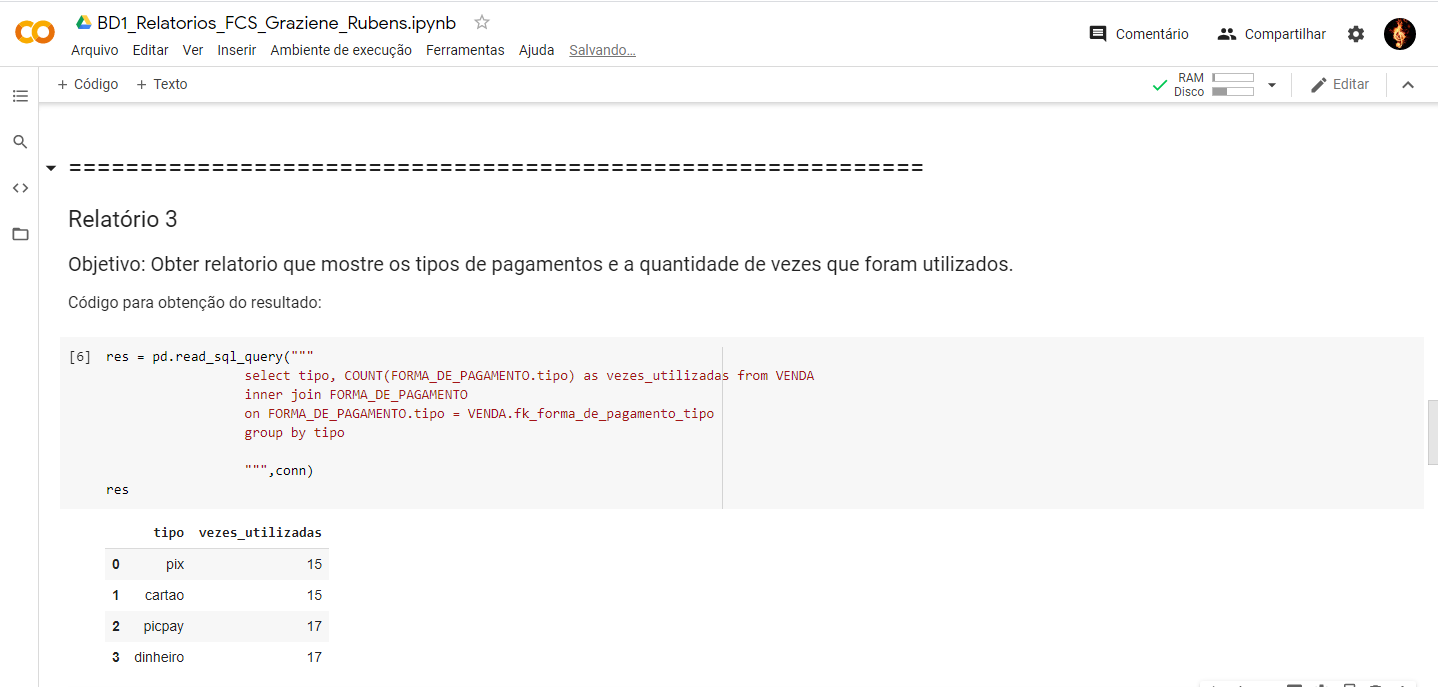 BD1_Relatorios_FCS_Graziene_Rubens.ipynb
Arquivo Editar Ver Inserir Ambiente de execução Ferramentas Ajuda Salvando...
Comentário Compartilhar
+ Código + Texto
RAM
Disco
Editar
============================================================
Relatório 3
Objetivo: Obter relatorio que mostre os tipos de pagamentos e a quantidade de vezes que foram utilizados.
Código para obtenção do resultado:
[6] res = pd.read_sql_query("""
select tipo, COUNT(FORMA_DE_PAGAMENTO.tipo) as vezes_utilizadas from VENDA
inner join FORMA_DE_PAGAMENTO
on FORMA_DE_PAGAMENTO.tipo = VENDA.fk_forma_de_pagamento_tipo
group by tipo
""",conn)
res
tipo vezes_utilizadas
0 pix 15
1 cartao 15
2 picpay 17
3 dinheiro 17